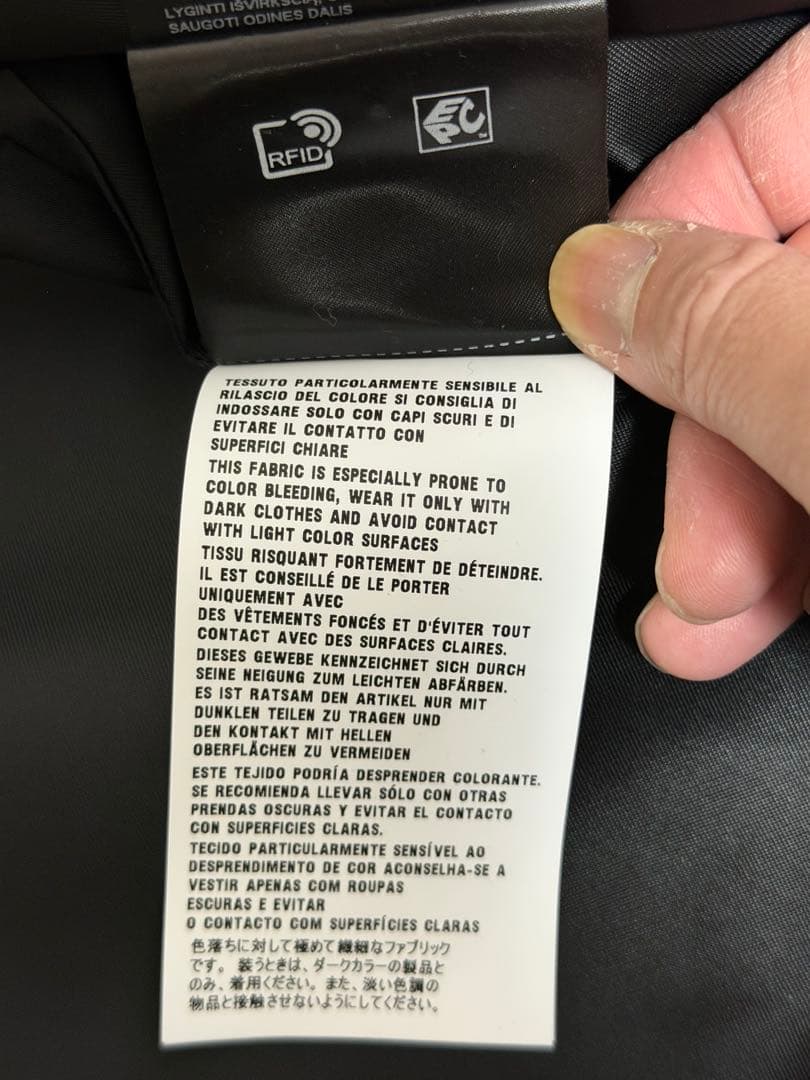 LYGINTI IŠVIRKŠČIĄ,
SAUGOTI ODINES DALIS
RFID
EPC™
TESSUTO PARTICOLARMENTE SENSIBILE AL
RILASCIO DEL COLORE SI CONSIGLIA DI
INDOSSARE SOLO CON CAPI SCURI E DI
EVITARE IL CONTATTO CON
SUPERFICI CHIARE
THIS FABRIC IS ESPECIALLY PRONE TO
COLOR BLEEDING, WEAR IT ONLY WITH
DARK CLOTHES AND AVOID CONTACT
WITH LIGHT COLOR SURFACES
TISSU RISQUANT FORTEMENT DE DÉTEINDRE.
IL EST CONSEILLÉ DE LE PORTER
UNIQUEMENT AVEC
DES VÊTEMENTS FONCÉS ET D'ÉVITER TOUT
CONTACT AVEC DES SURFACES CLAIRES.
DIESES GEWEBE KENNZEICHNET SICH DURCH
SEINE NEIGUNG ZUM LEICHTEN ABFÄRBEN.
ES IST RATSAM DEN ARTIKEL NUR MIT
DUNKLEN TEILEN ZU TRAGEN UND
DEN KONTAKT MIT HELLEN
OBERFLÄCHEN ZU VERMEIDEN
ESTE TEJIDO PODRÍA DESPRENDER COLORANTE.
SE RECOMIENDA LLEVAR SÓLO CON OTRAS
PRENDAS OSCURAS Y EVITAR EL CONTACTO
CON SUPERFICIES CLARAS.
TECIDO PARTICULARMENTE SENSÍVEL AO
DESPRENDIMENTO DE COR ACONSELHA-SE A
VESTIR APENAS COM ROUPAS
ESCURAS E EVITAR
O CONTACTO COM SUPERFÍCIES CLARAS
色落ちに対して極めて繊細なファブリック
です。 装うときは、ダークカラーの製品と
のみ、着用ください。また、淡い色調の
物品と接触させないようにしてください。